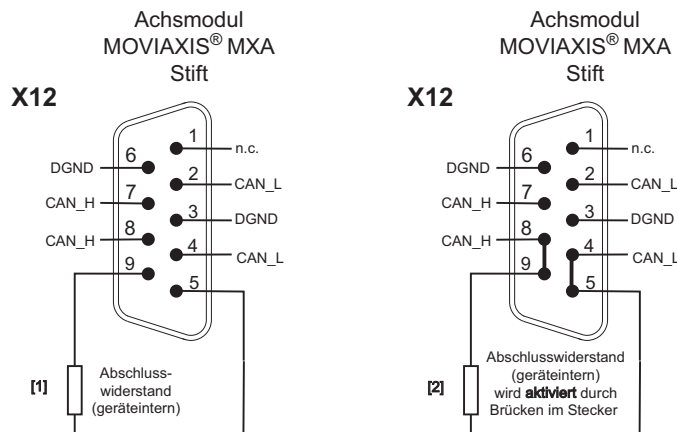 Achsmodul
MOVIAXIS® MXA
Stift
X12
1
n.c.
6
DGND
2
CAN_L
7
CAN_H
3
DGND
8
CAN_H
4
CAN_L
9
5
[1]
Abschluss-
widerstand
(geräteintern)
Achsmodul
MOVIAXIS® MXA
Stift
X12
1
n.c.
6
DGND
2
CAN_L
7
CAN_H
3
DGND
8
CAN_H
4
CAN_L
9
5
[2]
Abschlusswiderstand
(geräteintern)
wird aktiviert durch
Brücken im Stecker